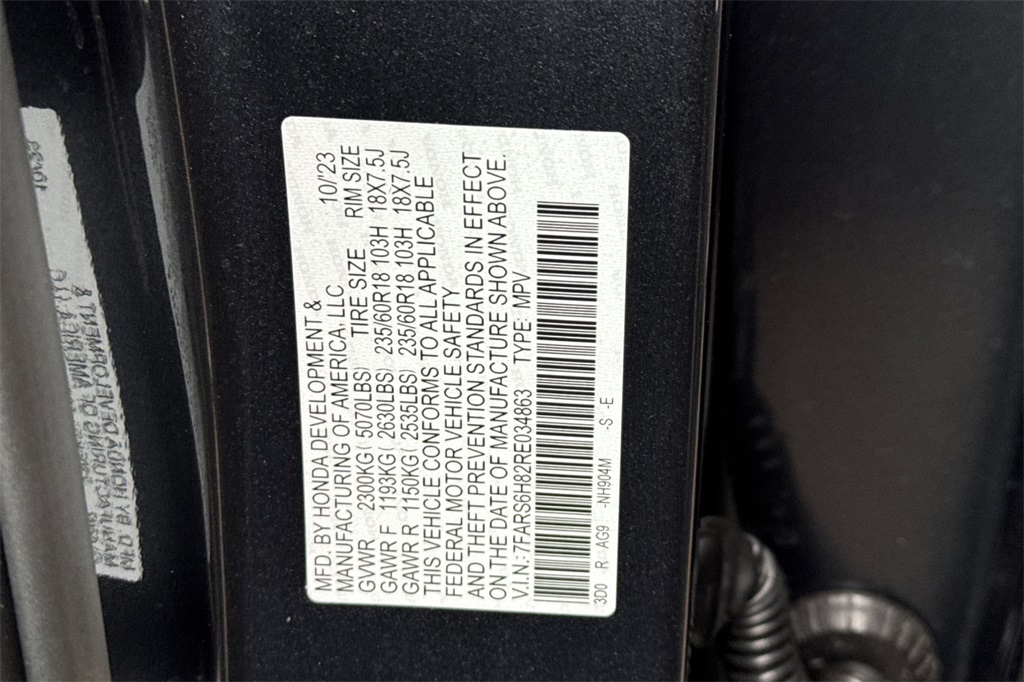 MFD. BY HONDA DEVELOPMENT &
MANUFACTURING OF AMERICA, LLC 10/'23
GVWR 2300KG ( 5070LBS) TIRE SIZE RIM SIZE
GAWR F 1193KG ( 2630LBS) 235/60R18 103H 18X7.5J
GAWR R 1150KG ( 2535LBS) 235/60R18 103H 18X7.5J
THIS VEHICLE CONFORMS TO ALL APPLICABLE
FEDERAL MOTOR VEHICLE SAFETY
AND THEFT PREVENTION STANDARDS IN EFFECT
ON THE DATE OF MANUFACTURE SHOWN ABOVE.
V.I.N.: 7FARS6H82RE034863 TYPE: MPV
3D0 R AG9 -NH904M -S -E